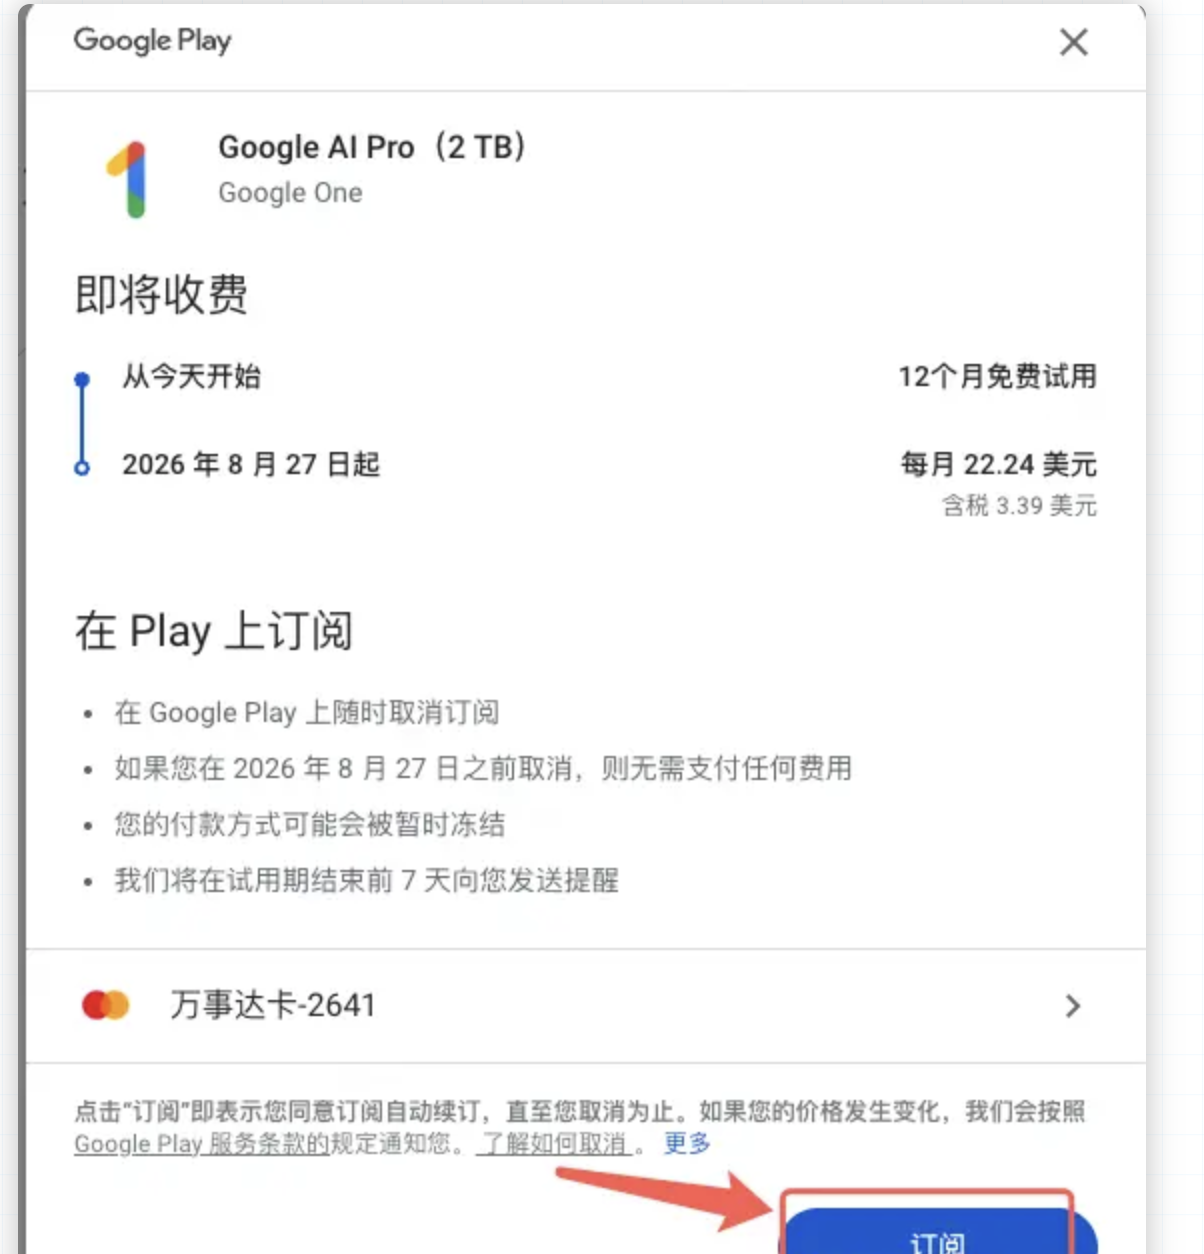 Google Play
Google AI Pro（2 TB）
Google One
即将收费
从今天开始
12个月免费试用
2026 年 8 月 27 日起
每月 22.24 美元
含税 3.39 美元
在 Play 上订阅
• 在 Google Play 上随时取消订阅
• 如果您在 2026 年 8 月 27 日之前取消，则无需支付任何费用
• 您的付款方式可能会被暂时冻结
• 我们将在试用期结束前 7 天向您发送提醒
万事达卡-2641
点击“订阅”即表示您同意订阅自动续订，直至您取消为止。如果您的价格发生变化，我们会按照
Google Play 服务条款的规定通知您。 了解如何取消 。 更多
订阅